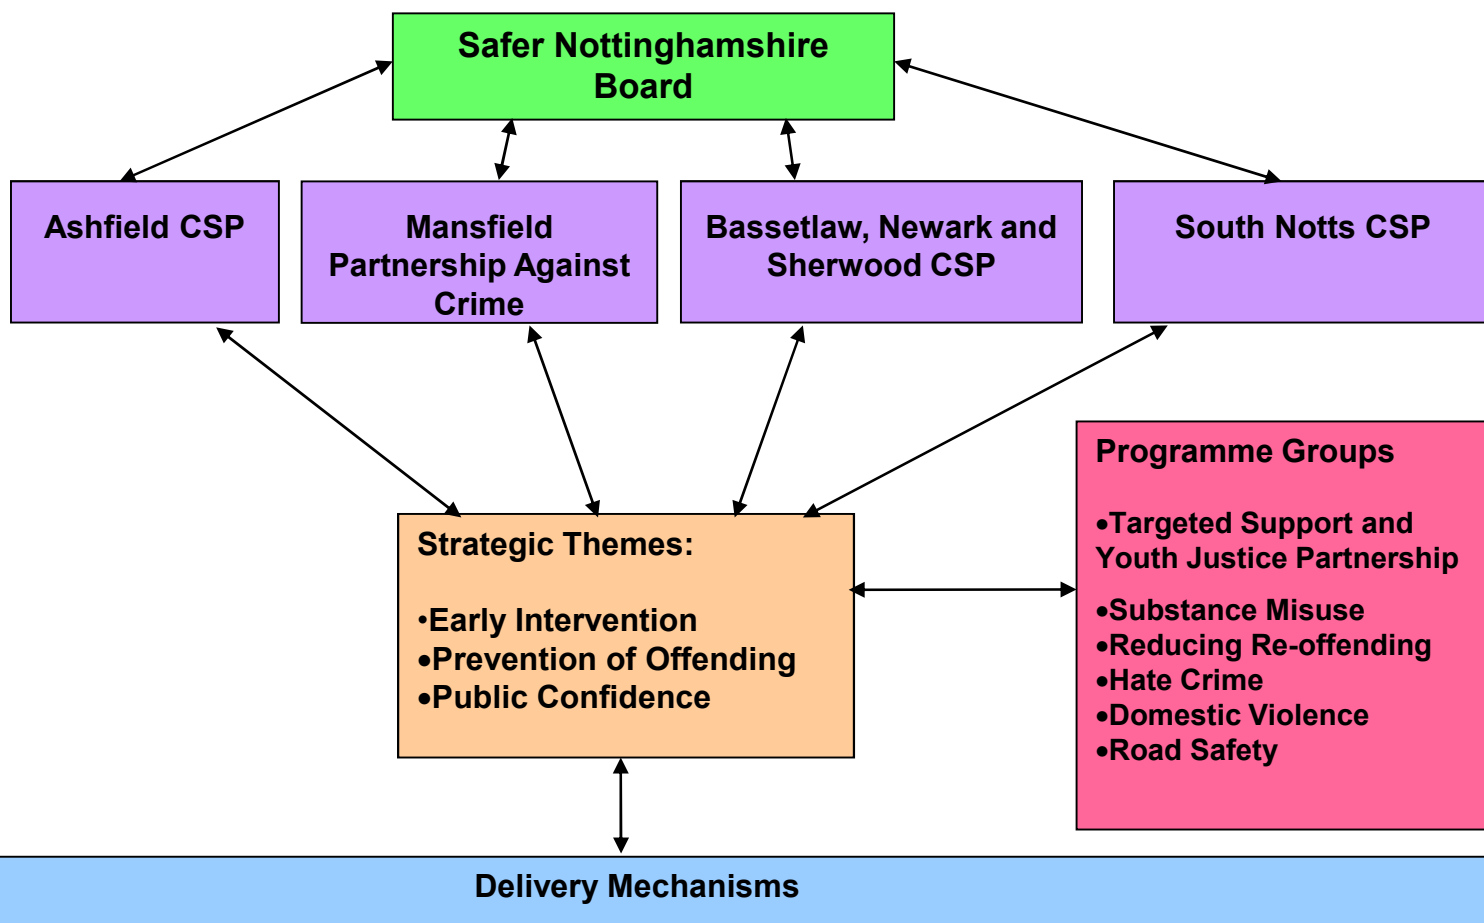 Safer Nottinghamshire
Board
Ashfield CSP
Mansfield
Partnership Against
Crime
Bassetlaw, Newark and
Sherwood CSP
South Notts CSP
Strategic Themes:
•Early Intervention
•Prevention of Offending
•Public Confidence
Programme Groups
•Targeted Support and
Youth Justice Partnership
•Substance Misuse
•Reducing Re-offending
•Hate Crime
•Domestic Violence
•Road Safety
Delivery Mechanisms